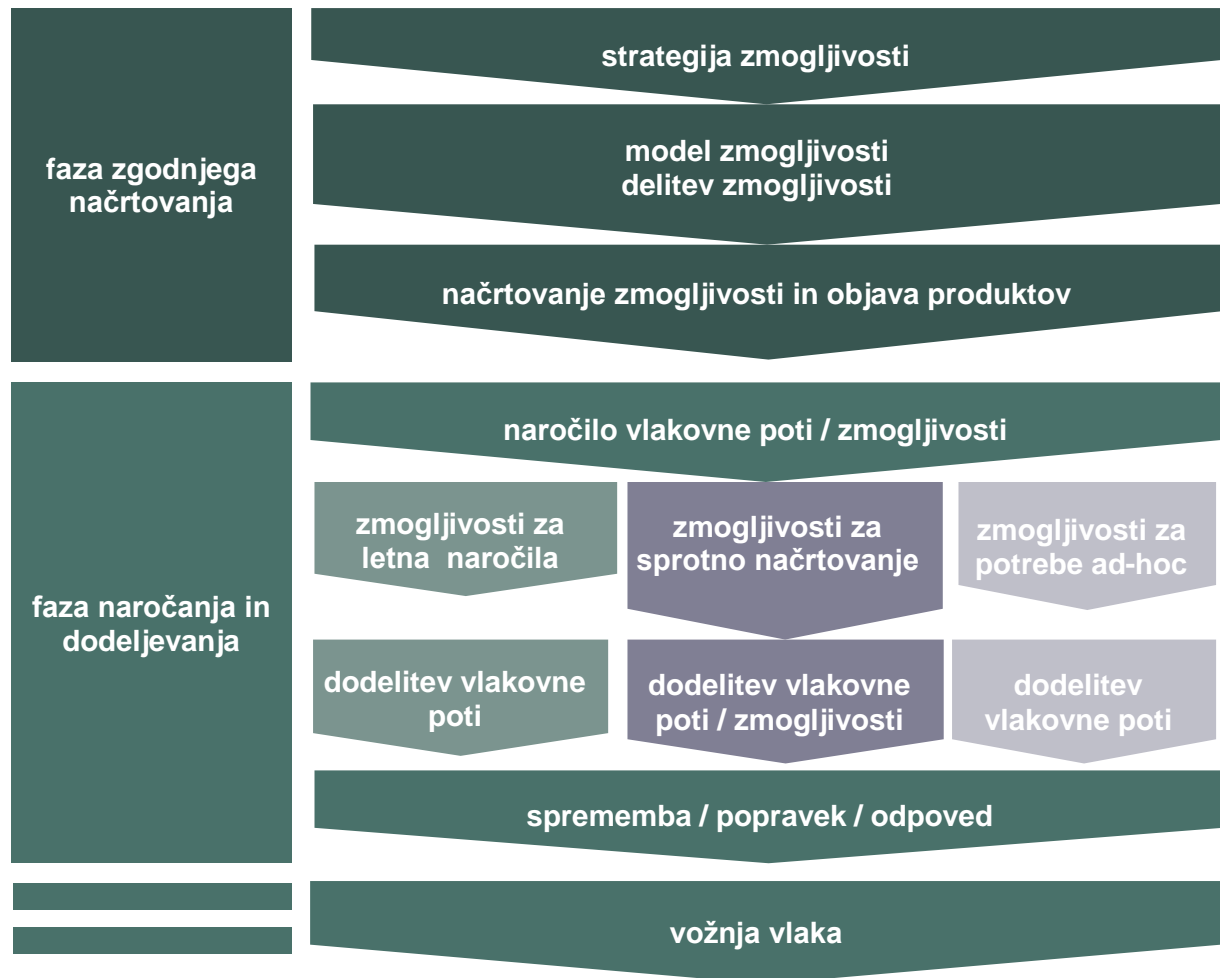 strategija zmogljivosti
faza zgodnjega
načrtovanja
model zmogljivosti
delitev zmogljivosti
načrtovanje zmogljivosti in objava produktov
naročilo vlakovne poti / zmogljivosti
faza naročanja in
dodeljevanja
zmogljivosti za
letna naročila
zmogljivosti za
sprotno načrtovanje
zmogljivosti za
potrebe ad-hoc
dodelitev vlakovne
poti
dodelitev vlakovne
poti / zmogljivosti
dodelitev
vlakovne poti
sprememba / popravek / odpoved
vožnja vlaka